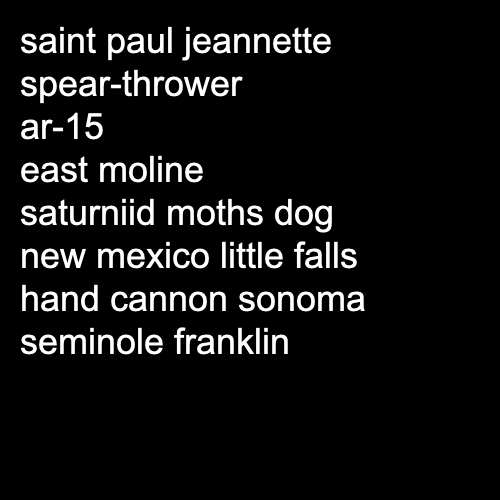 saint paul jeannette
spear-thrower
ar-15
east moline
saturniid moths dog
new mexico little falls
hand cannon sonoma
seminole franklin